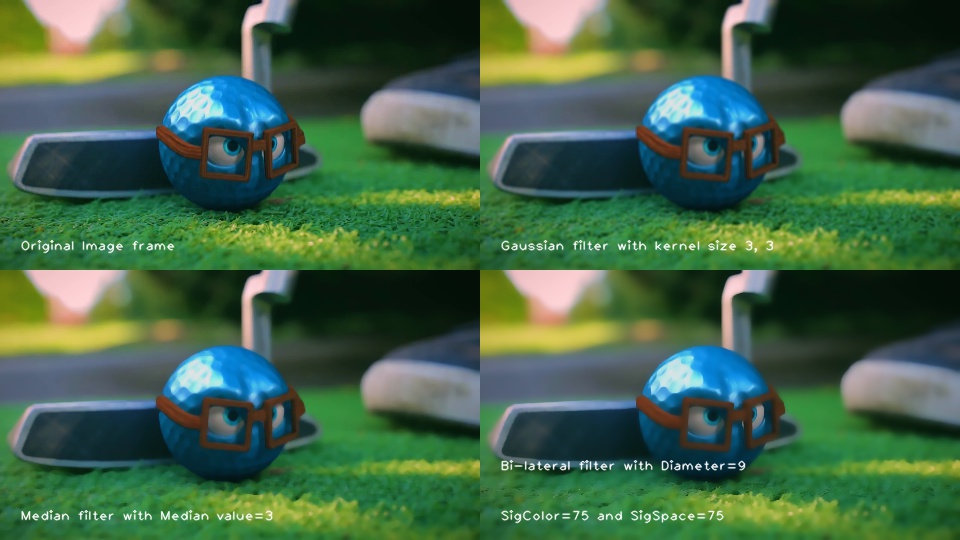 Original Image frame
Gaussian filter with kernel size 3, 3
Median filter with Median value=3
Bi-lateral filter with Diameter=9
SigColor=75 and SigSpace=75